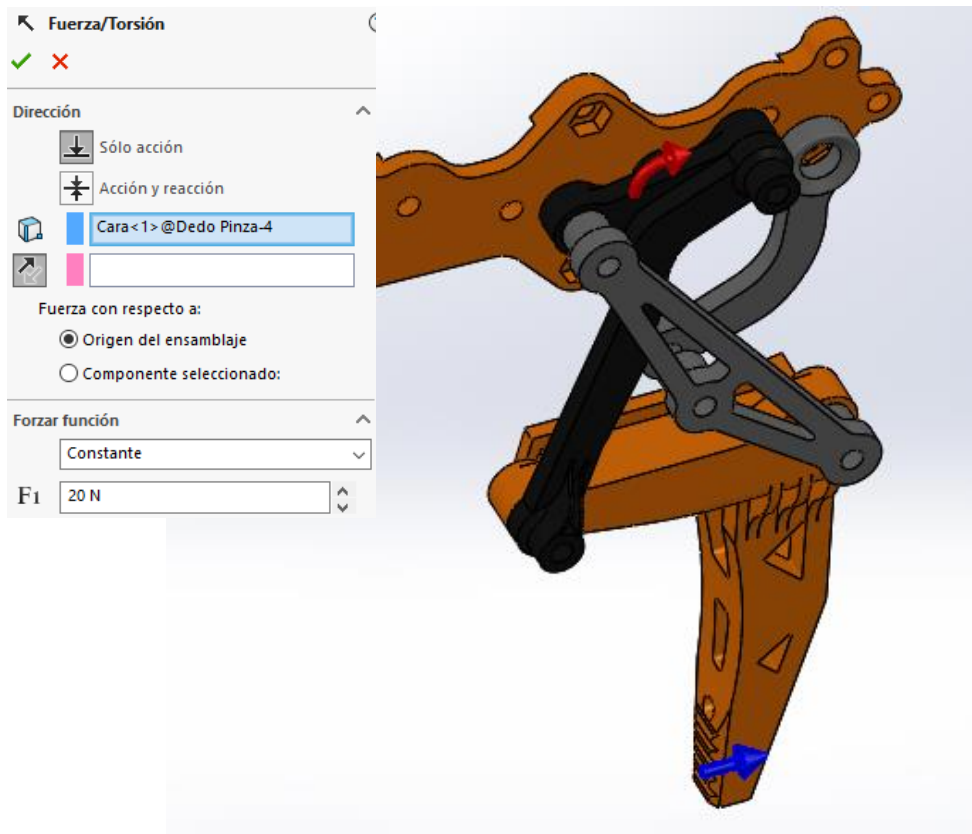 Fuerza/Torsión
Dirección
Sólo acción
Acción y reacción
Cara<1>@Dedo Pinza-4
Fuerza con respecto a:
Origen del ensamblaje
Componente seleccionado:
Forzar función
Constante
F1 20 N